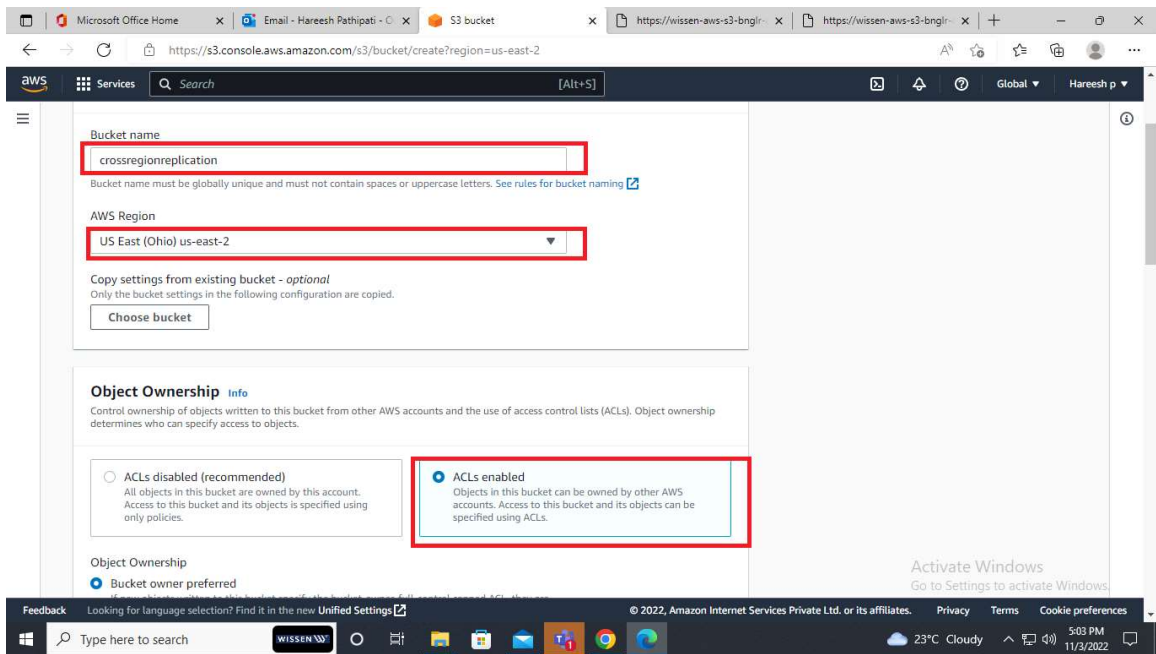 Microsoft Office Home
Email - Hareesh Pathipati - O
S3 bucket
https://wissen-aws-s3-bnglr-
https://wissen-aws-s3-bnglr-
https://s3.console.aws.amazon.com/s3/bucket/create?region=us-east-2
aws
Services
Search
[Alt+S]
Global
Hareesh p
Bucket name
crossregionreplication
Bucket name must be globally unique and must not contain spaces or uppercase letters. See rules for bucket naming
AWS Region
US East (Ohio) us-east-2
Copy settings from existing bucket - optional
Only the bucket settings in the following configuration are copied.
Choose bucket
Object Ownership Info
Control ownership of objects written to this bucket from other AWS accounts and the use of access control lists (ACLs). Object ownership
determines who can specify access to objects.
ACLs disabled (recommended)
All objects in this bucket are owned by this account.
Access to this bucket and its objects is specified using
only policies.
ACLs enabled
Objects in this bucket can be owned by other AWS
accounts. Access to this bucket and its objects can be
specified using ACLs.
Object Ownership
Bucket owner preferred
Activate Windows
Go to Settings to activate Windows.
Feedback
Looking for language selection? Find it in the new Unified Settings
© 2022, Amazon Internet Services Private Ltd. or its affiliates.
Privacy
Terms
Cookie preferences
Type here to search
WISSEN
23°C Cloudy
5:03 PM
11/3/2022